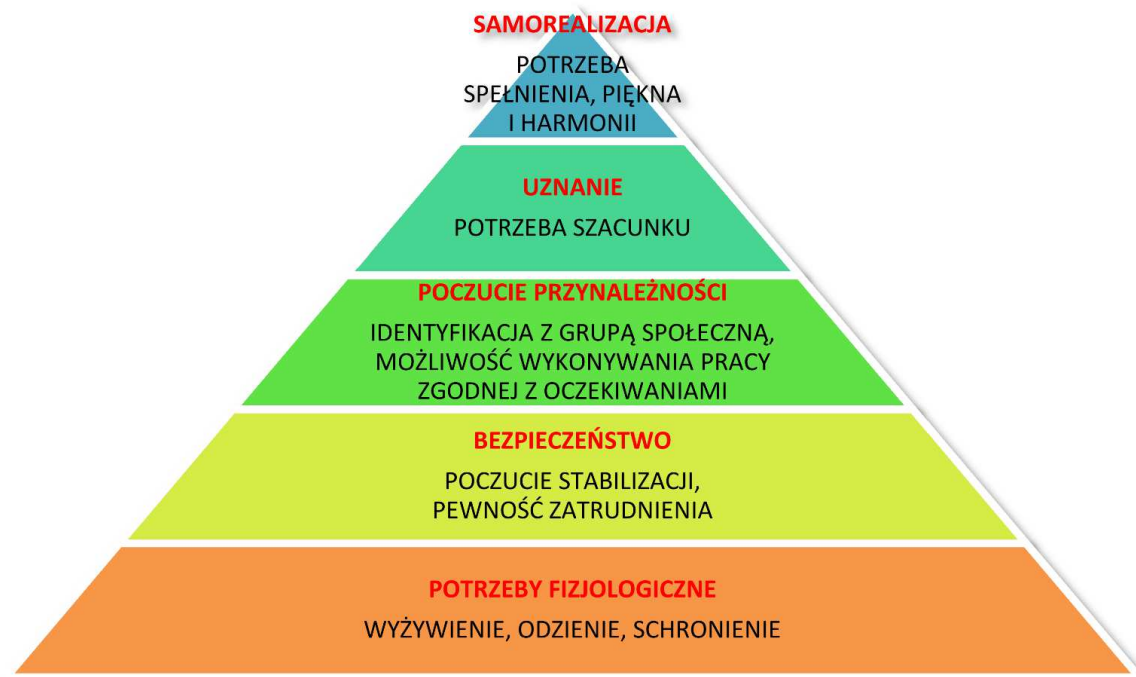 SAMOREALIZACJA
POTRZEBA
SPEŁNIENIA, PIĘKNA
I HARMONII
UZNANIE
POTRZEBA SZACUNKU
POCZUCIE PRZYNALEŻNOŚCI
IDENTYFIKACJA Z GRUPĄ SPOŁECZNĄ,
MOŻLIWOŚĆ WYKONYWANIA PRACY
ZGODNEJ Z OCZEKIWANIAMI
BEZPIECZEŃSTWO
POCZUCIE STABILIZACJI,
PEWNOŚĆ ZATRUDNIENIA
POTRZEBY FIZJOLOGICZNE
WYŻYWIENIE, ODZIENIE, SCHRONIENIE